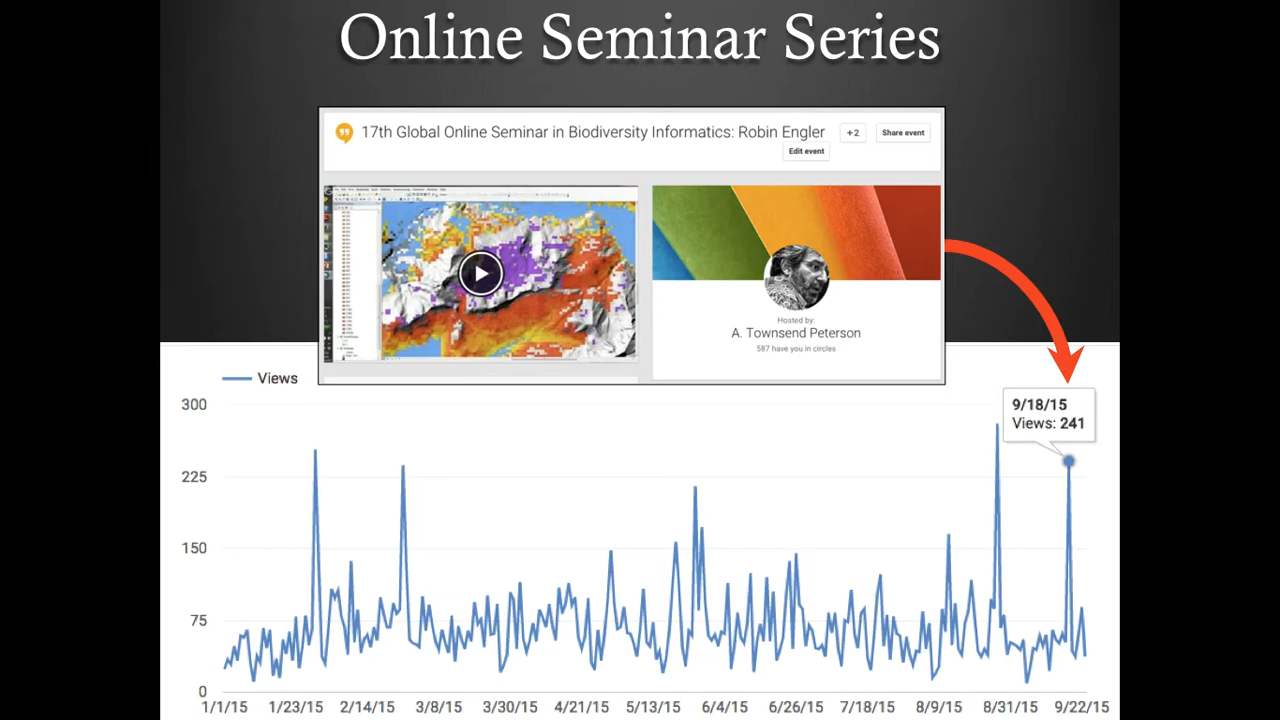 Online Seminar Series
17th Global Online Seminar in Biodiversity Informatics: Robin Engler
+2
Share event
Edit event
Hosted by:
A. Townsend Peterson
587 have you in circles
Views
9/18/15
Views: 241
300
225
150
75
0
1/1/15 1/23/15 2/14/15 3/8/15 3/30/15 4/21/15 5/13/15 6/4/15 6/26/15 7/18/15 8/9/15 8/31/15 9/22/15